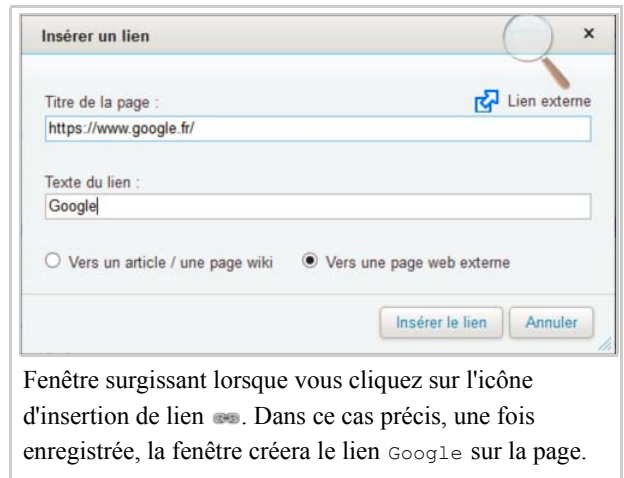 Insérer un lien
x
Titre de la page :
Lien externe
https://www.google.fr/
Texte du lien :
Google
Vers un article / une page wiki Vers une page web externe
Insérer le lien Annuler
Fenêtre surgissant lorsque vous cliquez sur l'icône
d'insertion de lien . Dans ce cas précis, une fois
enregistrée, la fenêtre créera le lien Google sur la page.